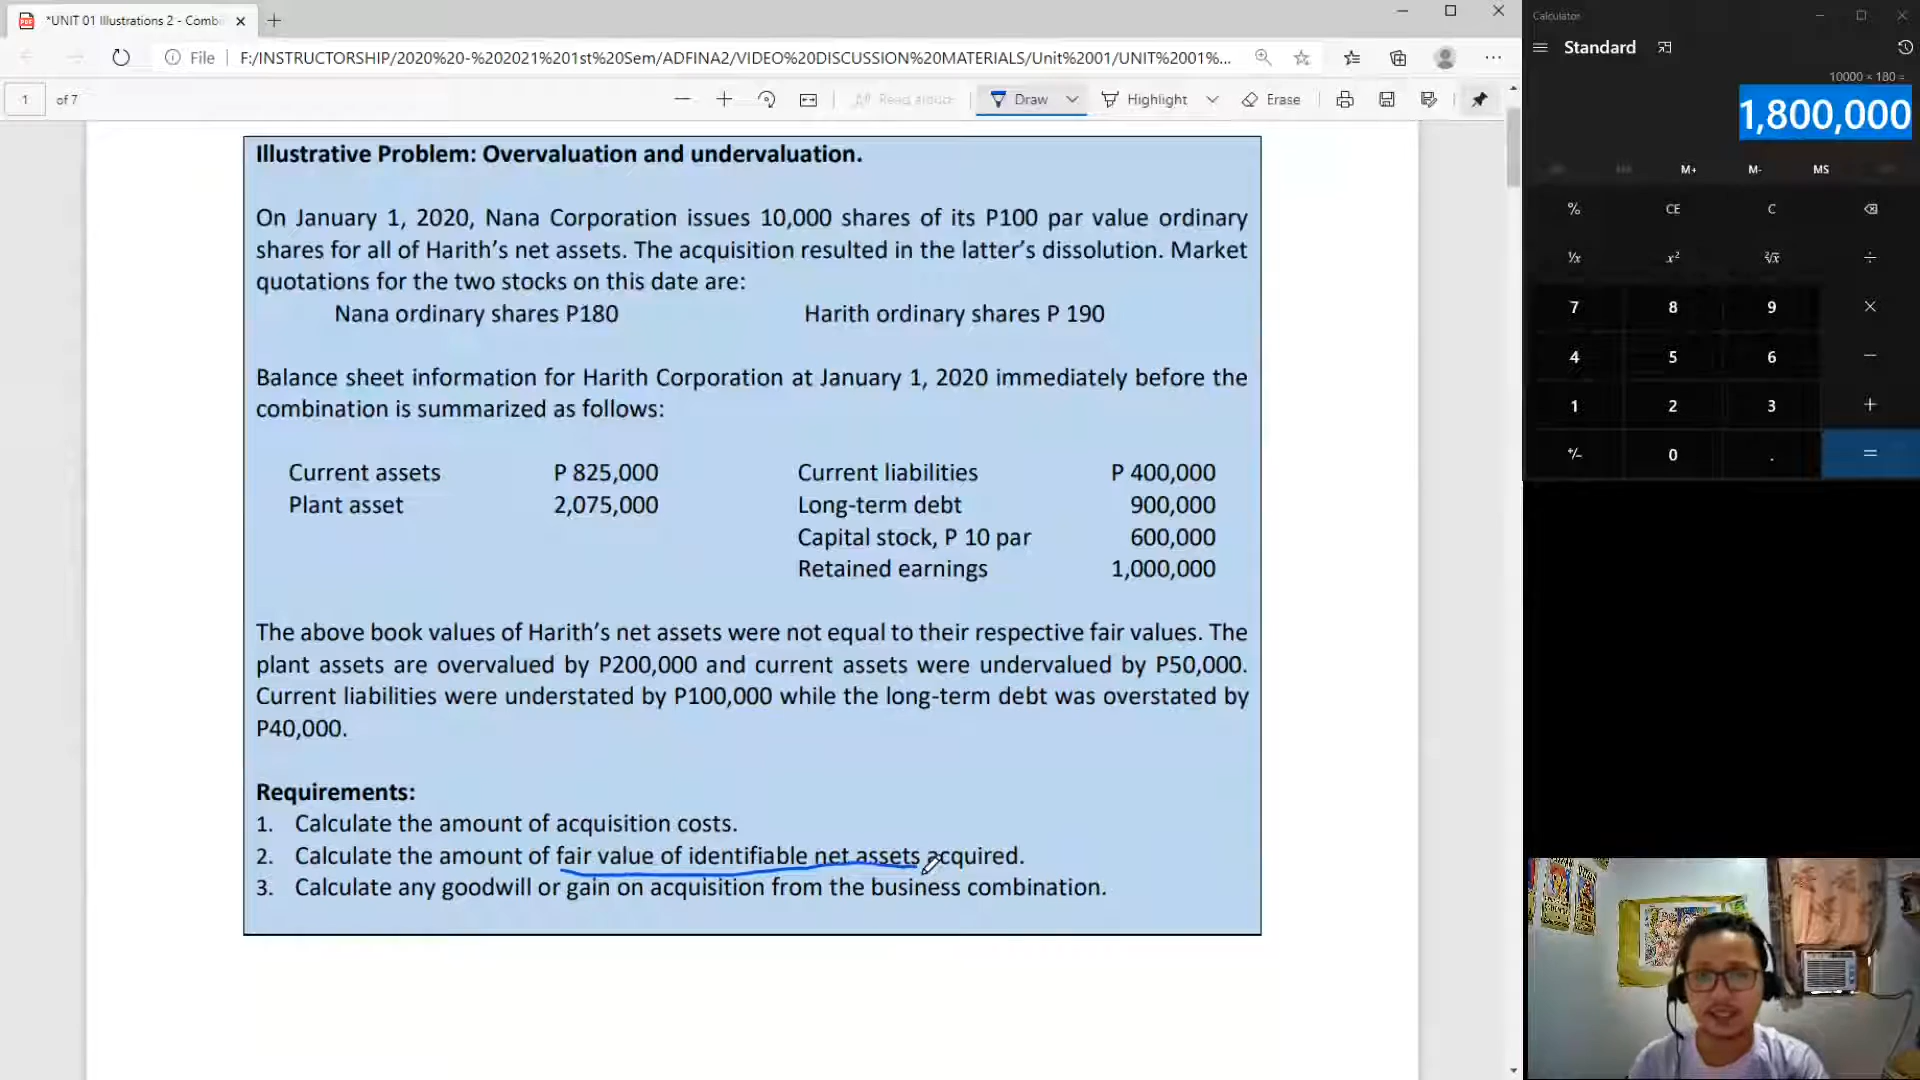 *UNIT 01 Illustrations 2 - Combi
File F:/INSTRUCTORSHIP/2020%20-%202021%201st%20Sem/ADFINA2/VIDEO%20DISCUSSION%20MATERIALS/Unit%2001/UNIT%2001%...
1 of 7 Read aloud Draw Highlight Erase
Illustrative Problem: Overvaluation and undervaluation.
On January 1, 2020, Nana Corporation issues 10,000 shares of its P100 par value ordinary
shares for all of Harith's net assets. The acquisition resulted in the latter's dissolution. Market
quotations for the two stocks on this date are:
Nana ordinary shares P180 Harith ordinary shares P 190
Balance sheet information for Harith Corporation at January 1, 2020 immediately before the
combination is summarized as follows:
Current assets P 825,000 Current liabilities P 400,000
Plant asset 2,075,000 Long-term debt 900,000
Capital stock, P 10 par 600,000
Retained earnings 1,000,000
The above book values of Harith's net assets were not equal to their respective fair values. The
plant assets are overvalued by P200,000 and current assets were undervalued by P50,000.
Current liabilities were understated by P100,000 while the long-term debt was overstated by
P40,000.
Requirements:
1. Calculate the amount of acquisition costs.
2. Calculate the amount of fair value of identifiable net assets acquired.
3. Calculate any goodwill or gain on acquisition from the business combination.
Calculator
Standard
10000 × 180 =
1,800,000
M+ M- MS
% CE C
⅟x x² ²√x ÷
7 8 9 ×
4 5 6 −
1 2 3 +
+/- 0 . =